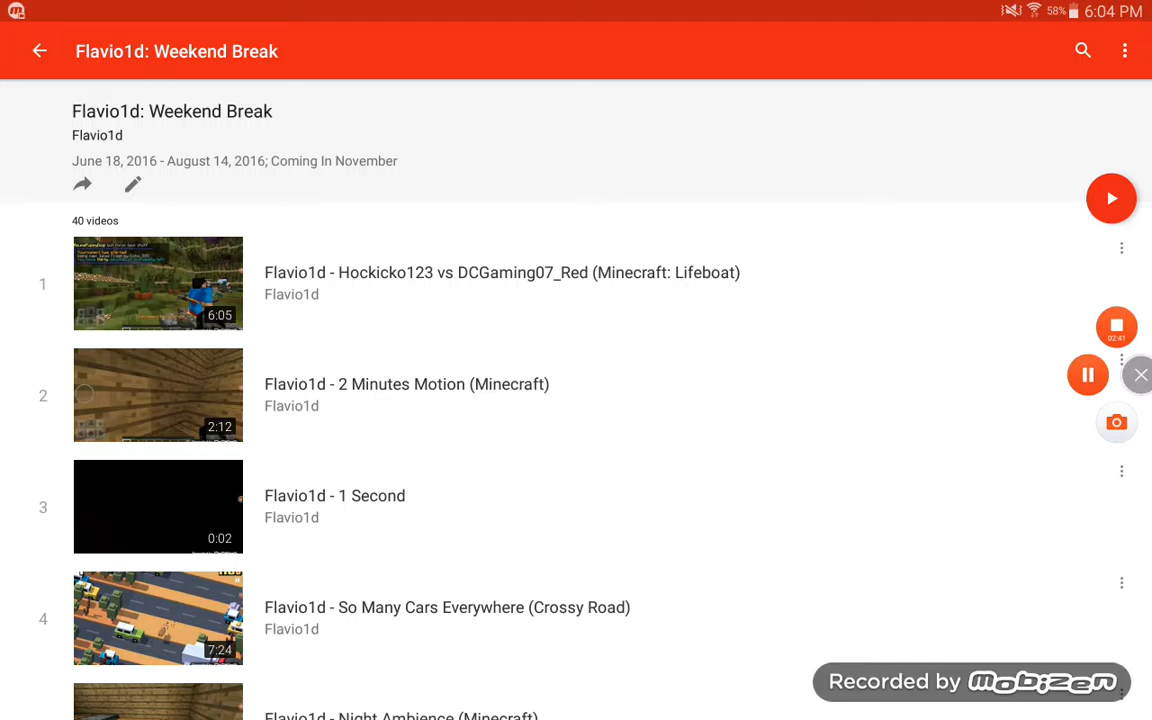 58% 6:04 PM
Flavio1d: Weekend Break
Flavio1d: Weekend Break
Flavio1d
June 18, 2016 - August 14, 2016; Coming In November
40 videos
1
6:05
Flavio1d - Hockicko123 vs DCGaming07_Red (Minecraft: Lifeboat)
Flavio1d
02:41
2
2:12
Flavio1d - 2 Minutes Motion (Minecraft)
Flavio1d
3
0:02
Flavio1d - 1 Second
Flavio1d
4
7:24
Flavio1d - So Many Cars Everywhere (Crossy Road)
Flavio1d
Recorded by mobizen
Flavio1d - Night Ambience (Minecraft)